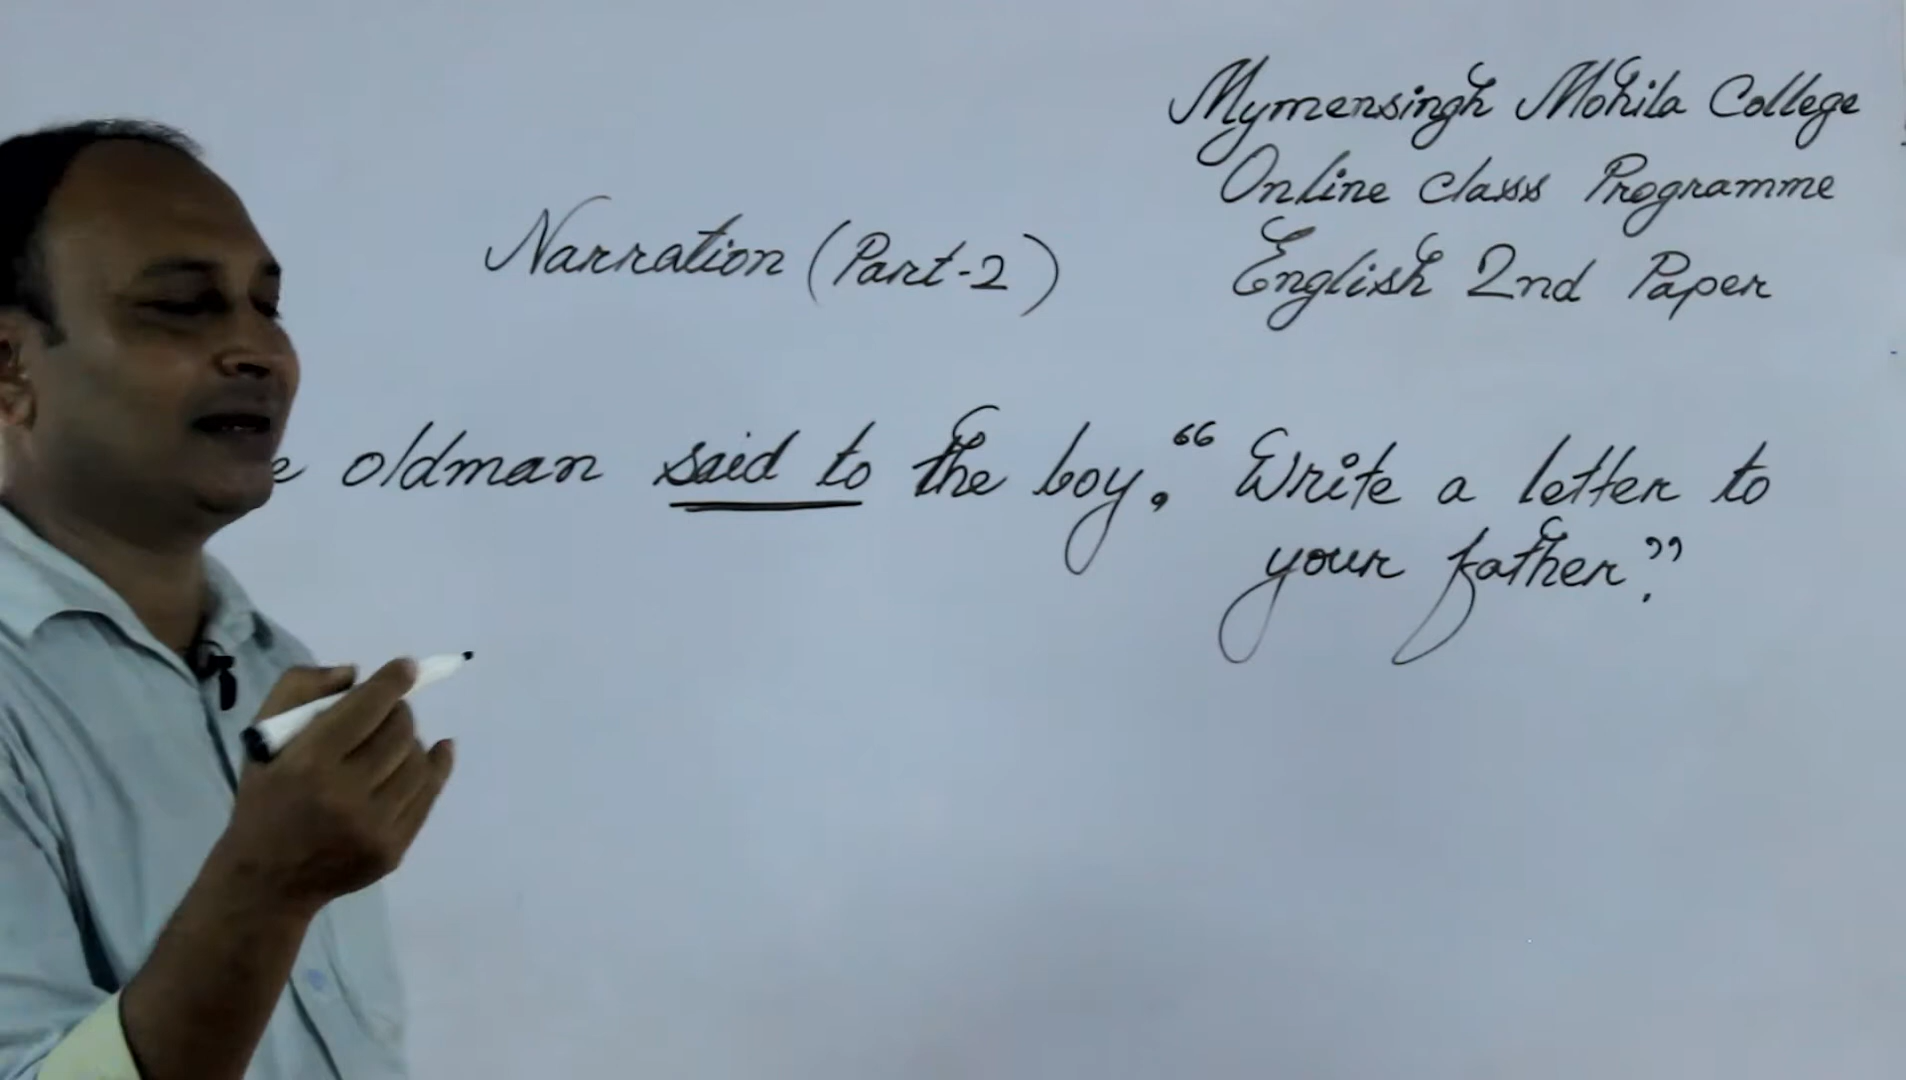 Mymensingh Mohila College
Online class Programme
English 2nd Paper
Narration (Part-2)
oldman said to the boy, “Write a letter to
your father.”